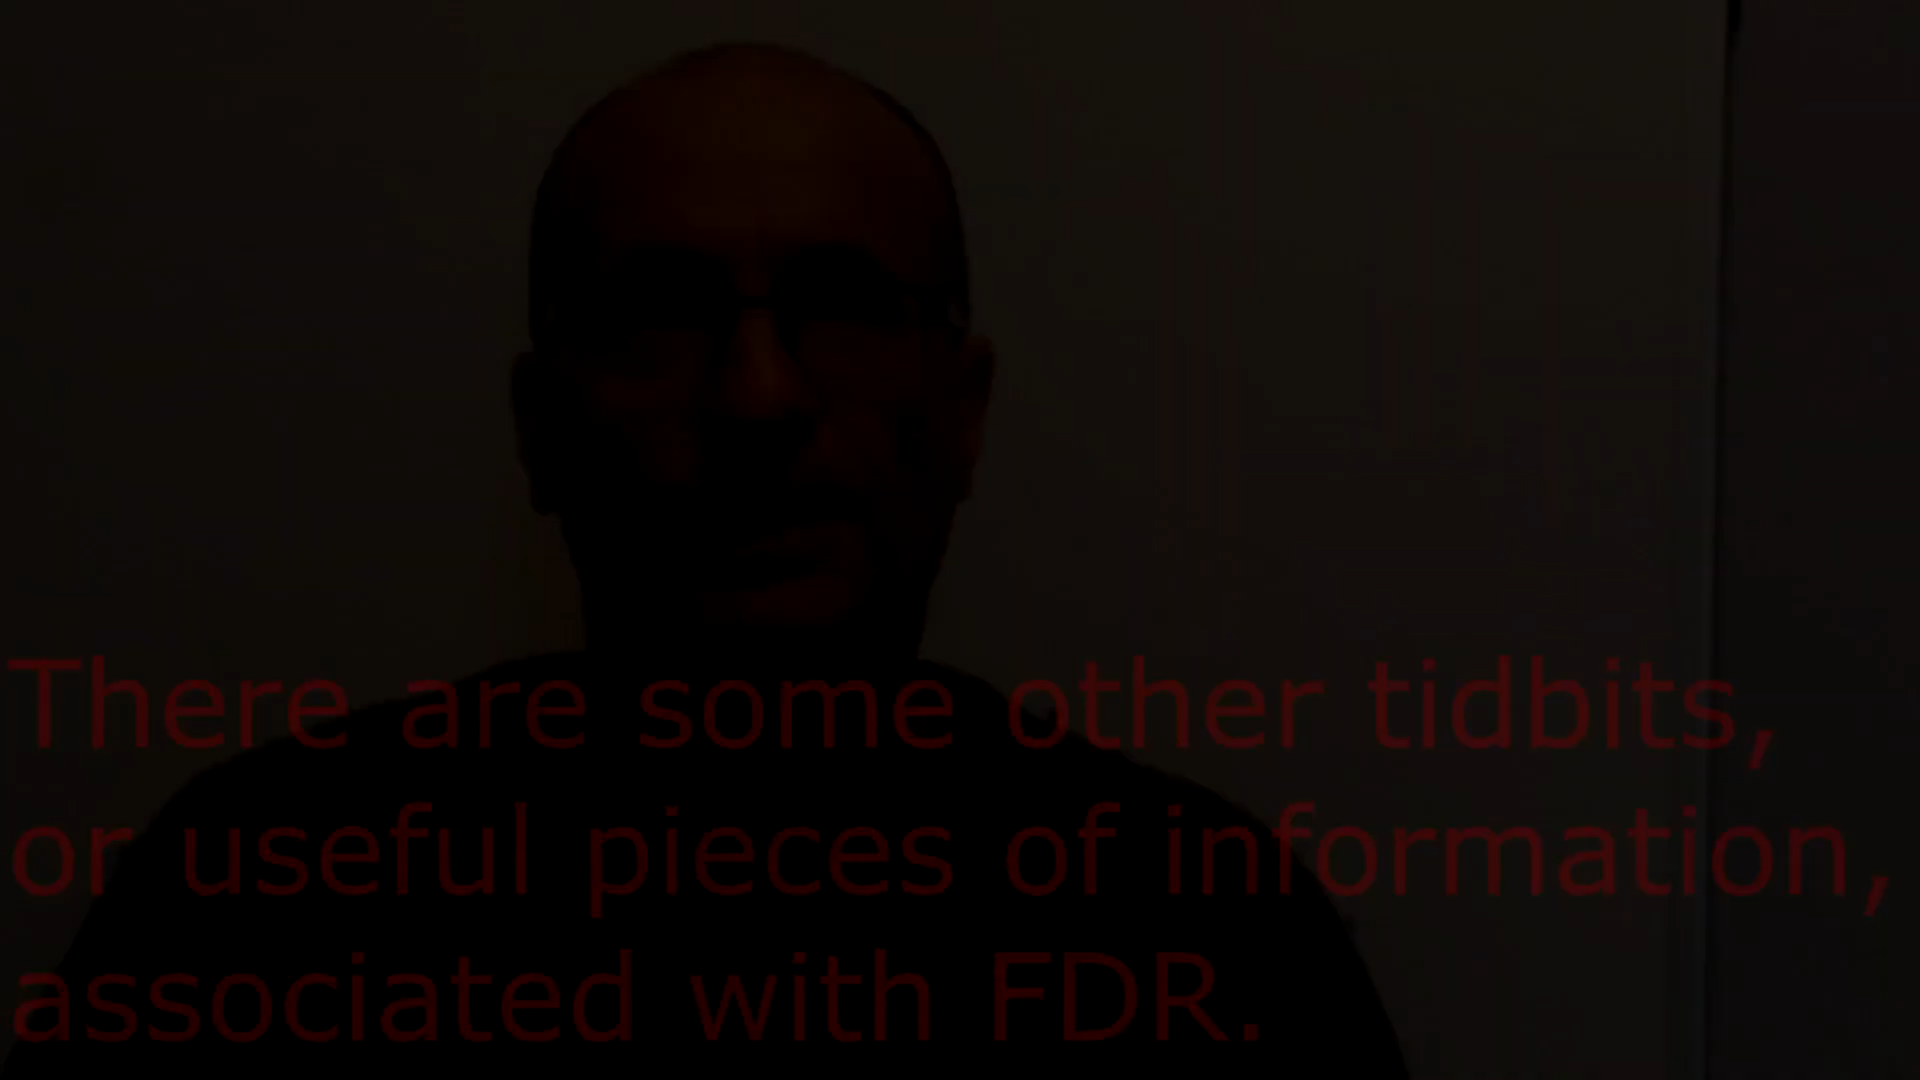 There are some other tidbits,
or useful pieces of information,
associated with FDR.